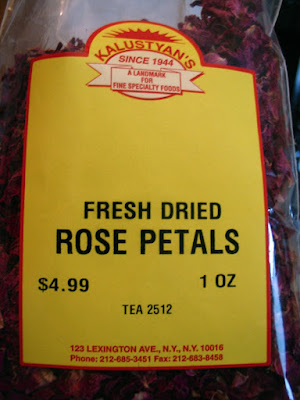 KALUSTYAN'S
SINCE 1944
A LANDMARK
FOR
FINE SPECIALTY FOODS
FRESH DRIED
ROSE PETALS
$4.99 1 OZ
TEA 2512
123 LEXINGTON AVE., N.Y., N.Y. 10016
Phone: 212-685-3451 Fax: 212-683-8458